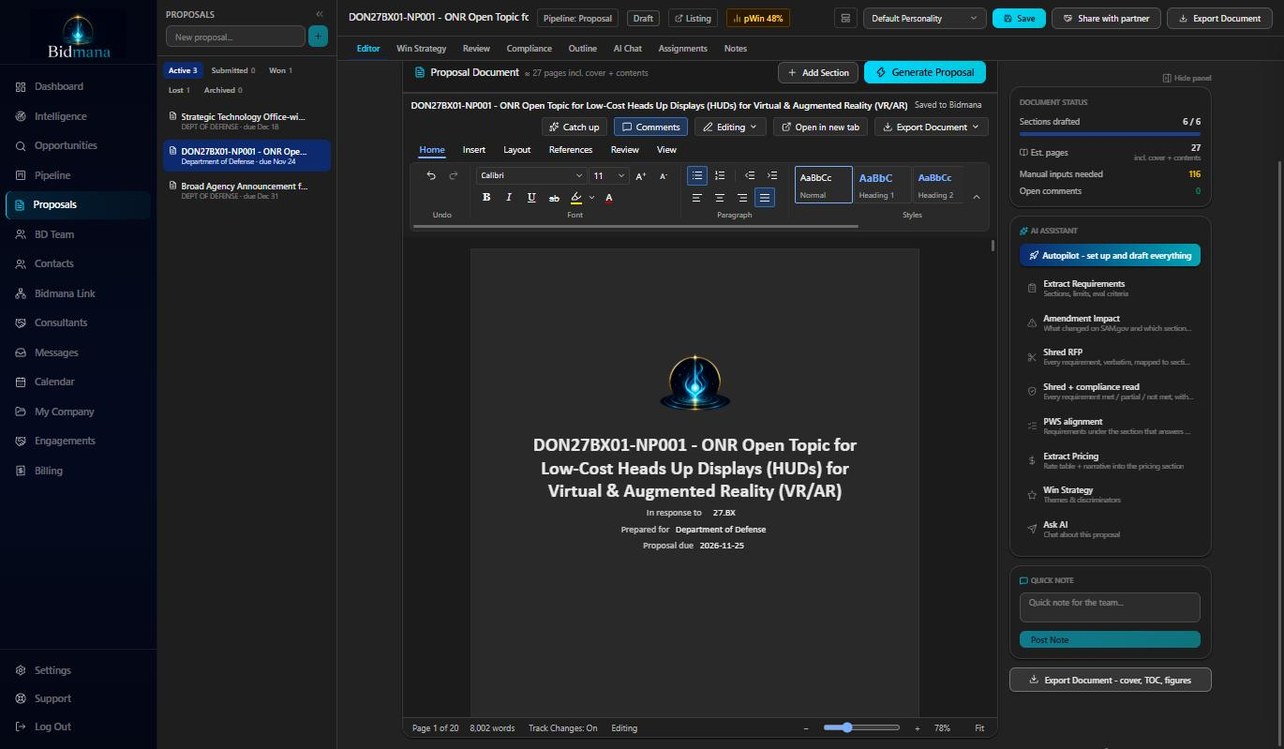 Bidmana
Dashboard
Intelligence
Opportunities
Pipeline
Proposals
BD Team
Contacts
Bidmana Link
Consultants
Messages
Calendar
My Company
Engagements
Billing
Settings
Support
Log Out
PROPOSALS
New proposal...
+
Active 3
Submitted 0
Won 1
Lost 1
Archived 0
Strategic Technology Office-wi...
DEPT OF DEFENSE · due Dec 18
DON27BX01-NP001 - ONR Ope...
Department of Defense · due Nov 24
Broad Agency Announcement f...
DEPT OF DEFENSE · due Dec 31
DON27BX01-NP001 - ONR Open Topic fo
Pipeline: Proposal
Draft
Listing
pWin 48%
Default Personality
Save
Share with partner
Export Document
Editor
Win Strategy
Review
Compliance
Outline
AI Chat
Assignments
Notes
Proposal Document
≈ 27 pages incl. cover + contents
+ Add Section
Generate Proposal
DON27BX01-NP001 - ONR Open Topic for Low-Cost Heads Up Displays (HUDs) for Virtual & Augmented Reality (VR/AR)
Saved to Bidmana
Catch up
Comments
Editing
Open in new tab
Export Document
Home
Insert
Layout
References
Review
View
Calibri
11
B I U ab A
Undo
Font
Paragraph
Styles
AaBbCc
Normal
AaBbC
Heading 1
AaBbCc
Heading 2
DON27BX01-NP001 - ONR Open Topic for
Low-Cost Heads Up Displays (HUDs) for
Virtual & Augmented Reality (VR/AR)
In response to 27.BX
Prepared for Department of Defense
Proposal due 2026-11-25
Page 1 of 20
8,002 words
Track Changes: On
Editing
78%
Fit
Hide panel
DOCUMENT STATUS
Sections drafted 6 / 6
Est. pages 27
incl. cover + contents
Manual inputs needed 116
Open comments 0
AI ASSISTANT
Autopilot - set up and draft everything
Extract Requirements
Sections, limits, eval criteria
Amendment Impact
What changed on SAM.gov and which section...
Shred RFP
Every requirement, verbatim, mapped to secti...
Shred + compliance read
Every requirement met / partial / not met, with...
PWS alignment
Requirements under the section that answers ...
Extract Pricing
Rate table + narrative into the pricing section
Win Strategy
Themes & discriminators
Ask AI
Chat about this proposal
QUICK NOTE
Quick note for the team...
Post Note
Export Document - cover, TOC, figures